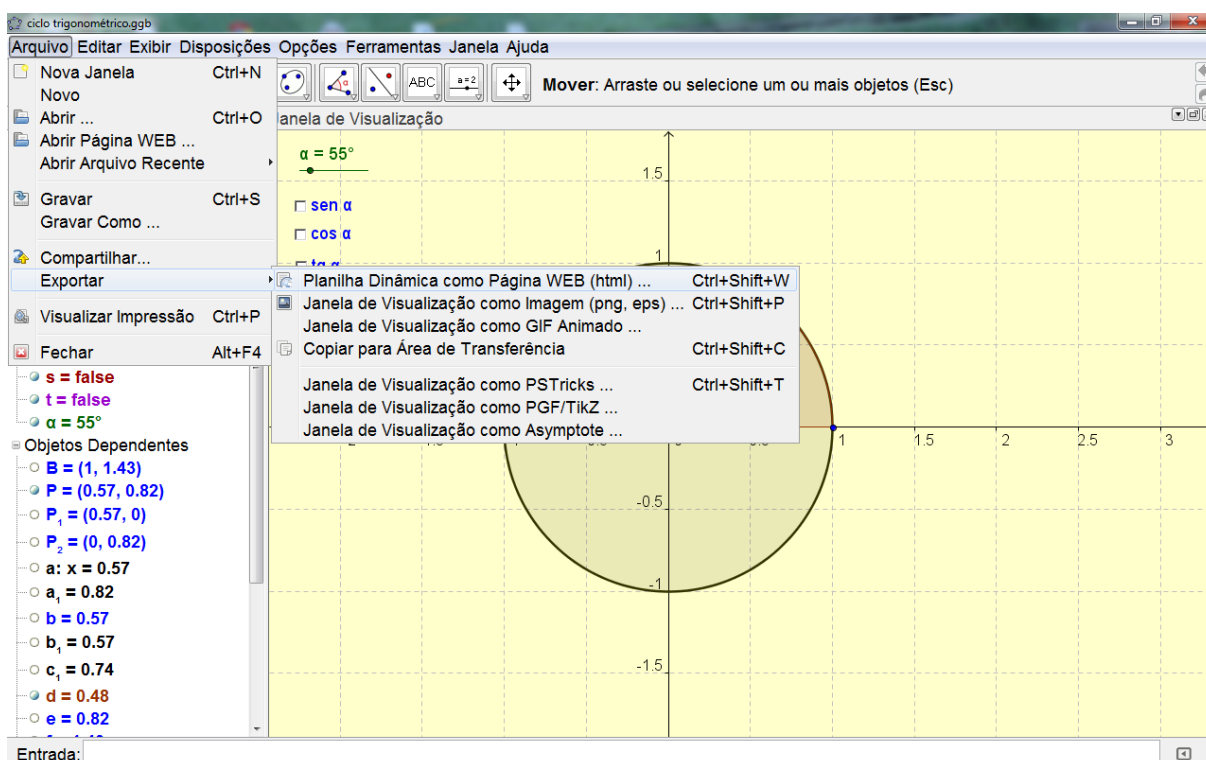 ciclo trigonométrico.ggb
Arquivo Editar Exibir Disposições Opções Ferramentas Janela Ajuda
Nova Janela Ctrl+N
Novo
Abrir ... Ctrl+O
Abrir Página WEB ...
Abrir Arquivo Recente
Gravar Ctrl+S
Gravar Como ...
Compartilhar...
Exportar
Visualizar Impressão Ctrl+P
Fechar Alt+F4
ABC
a=2
Mover: Arraste ou selecione um ou mais objetos (Esc)
Janela de Visualização
α = 55°
sen α
cos α
tg α
Planilha Dinâmica como Página WEB (html) ... Ctrl+Shift+W
Janela de Visualização como Imagem (png, eps) ... Ctrl+Shift+P
Janela de Visualização como GIF Animado ...
Copiar para Área de Transferência Ctrl+Shift+C
Janela de Visualização como PSTricks ... Ctrl+Shift+T
Janela de Visualização como PGF/TikZ ...
Janela de Visualização como Asymptote ...
s = false
t = false
α = 55°
Objetos Dependentes
B = (1, 1.43)
P = (0.57, 0.82)
P₁ = (0.57, 0)
P₂ = (0, 0.82)
a: x = 0.57
a₁ = 0.82
b = 0.57
b₁ = 0.57
c₁ = 0.74
d = 0.48
e = 0.82
1.5
1
1 1.5 2 2.5 3
-0.5
-1
-1.5
Entrada: